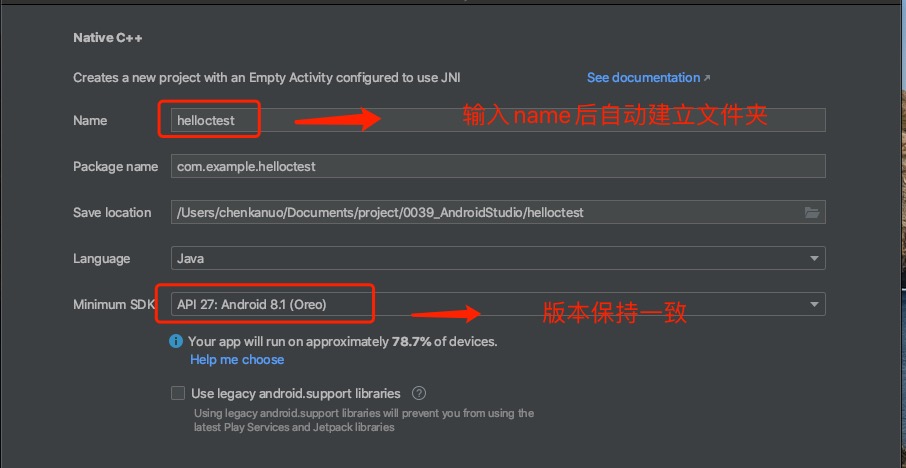 Native C++
Creates a new project with an Empty Activity configured to use JNI See documentation ↗
Name helloctest 输入name后自动建立文件夹
Package name com.example.helloctest
Save location /Users/chenkanuo/Documents/project/0039_AndroidStudio/helloctest
Language Java
Minimum SDK API 27: Android 8.1 (Oreo) 版本保持一致
Your app will run on approximately 78.7% of devices.
Help me choose
Use legacy android.support libraries ?
Using legacy android.support libraries will prevent you from using the
latest Play Services and Jetpack libraries